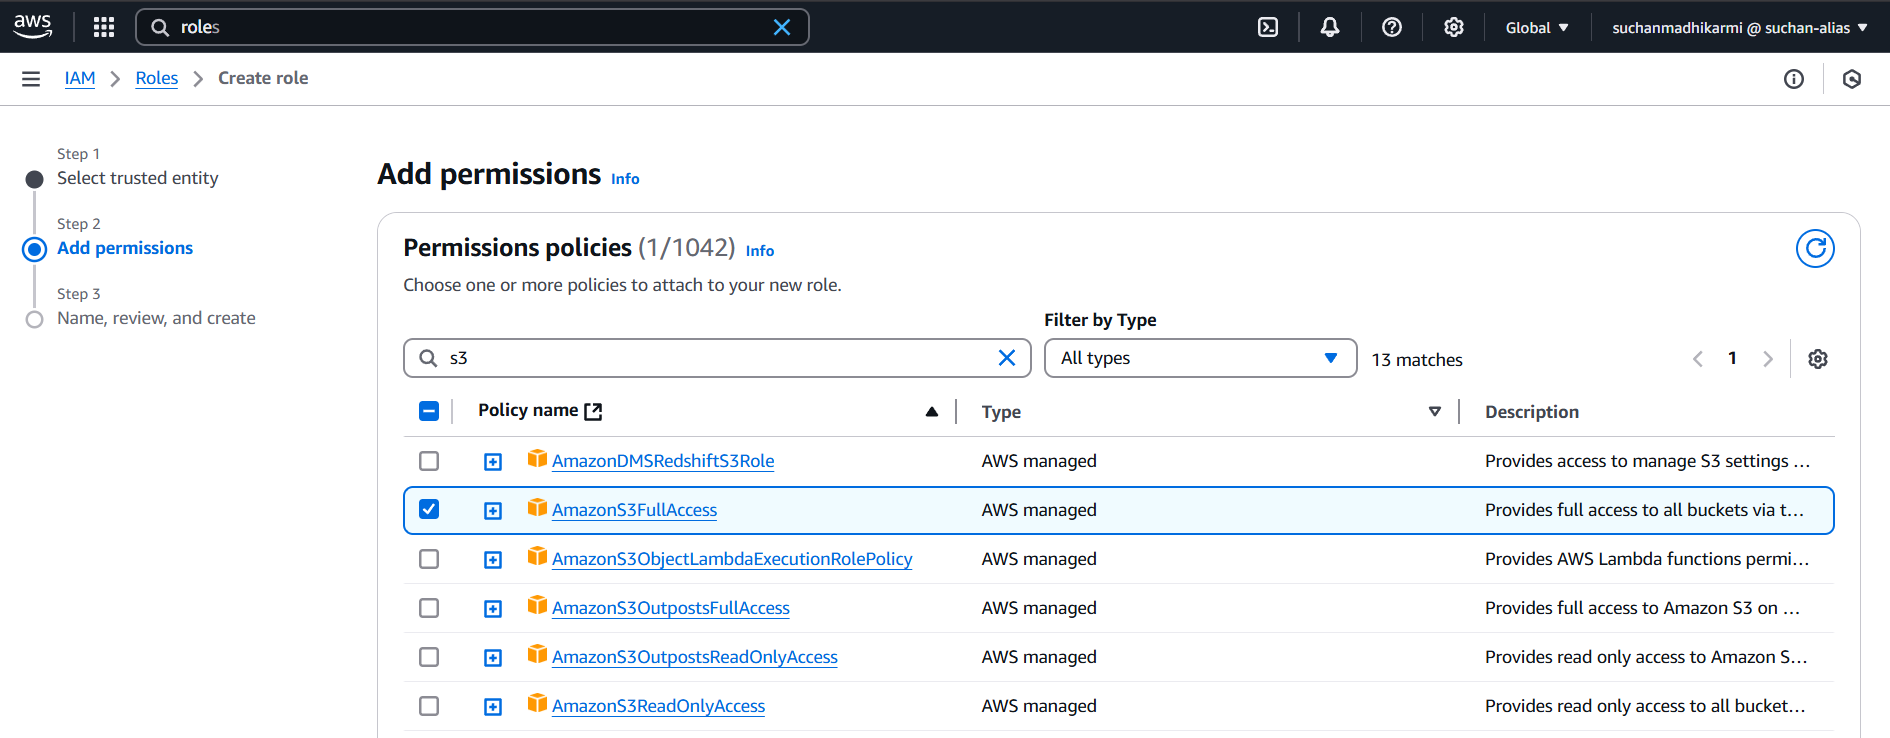 aws
roles
Global
suchanmadhikarmi @ suchan-alias
IAM
Roles
Create role
Step 1
Select trusted entity
Step 2
Add permissions
Step 3
Name, review, and create
Add permissions Info
Permissions policies (1/1042) Info
Choose one or more policies to attach to your new role.
Filter by Type
s3
All types
13 matches
1
Policy name
Type
Description
AmazonDMSRedshiftS3Role AWS managed Provides access to manage S3 settings ...
AmazonS3FullAccess AWS managed Provides full access to all buckets via t...
AmazonS3ObjectLambdaExecutionRolePolicy AWS managed Provides AWS Lambda functions permi...
AmazonS3OutpostsFullAccess AWS managed Provides full access to Amazon S3 on ...
AmazonS3OutpostsReadOnlyAccess AWS managed Provides read only access to Amazon S...
AmazonS3ReadOnlyAccess AWS managed Provides read only access to all bucket...